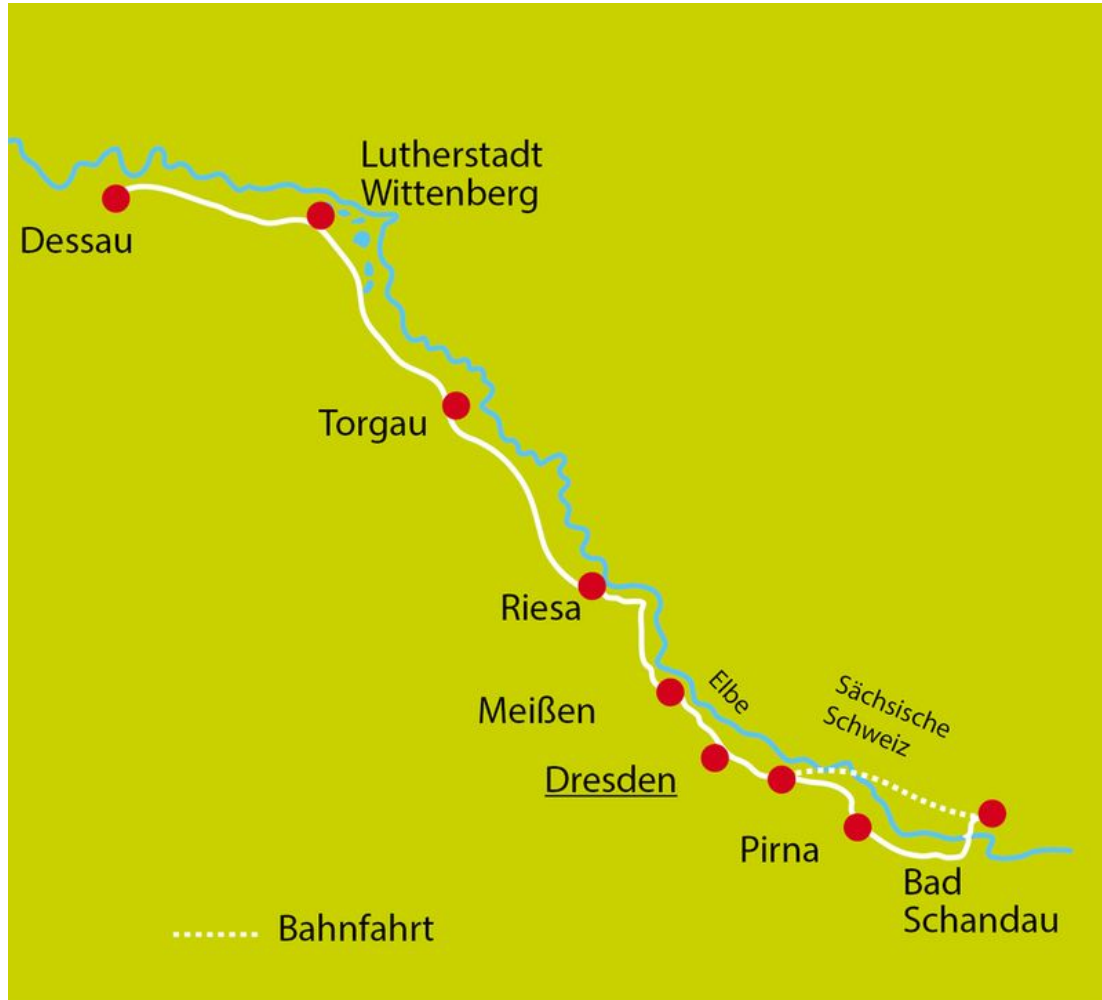 Lutherstadt
Wittenberg
Dessau
Torgau
Riesa
Meißen
Elbe
Sächsische
Schweiz
Dresden
Pirna
Bad
Schandau
Bahnfahrt